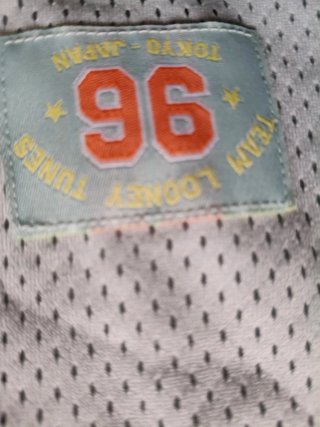 TEAM LOONEY TUNES
96
TOKYO - JAPAN